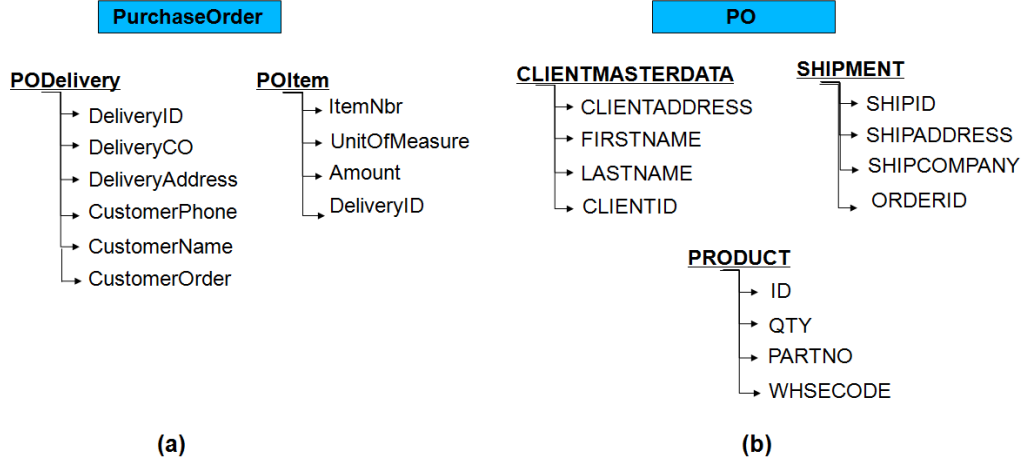 PurchaseOrder
PODelivery
DeliveryID
DeliveryCO
DeliveryAddress
CustomerPhone
CustomerName
CustomerOrder
POItem
ItemNbr
UnitOfMeasure
Amount
DeliveryID
(a)
PO
CLIENTMASTERDATA
CLIENTADDRESS
FIRSTNAME
LASTNAME
CLIENTID
SHIPMENT
SHIPID
SHIPADDRESS
SHIPCOMPANY
ORDERID
PRODUCT
ID
QTY
PARTNO
WHSECODE
(b)